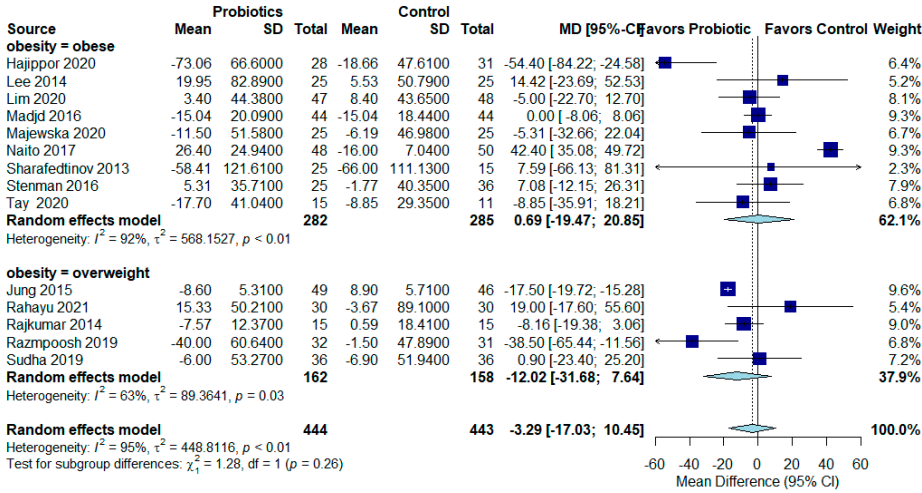 Probiotics Control
Source Mean SD Total Mean SD Total MD [95%-CI] Favors Probiotic Favors Control Weight
obesity = obese
Hajippor 2020 -73.06 66.6000 28 -18.66 47.6100 31 -54.40 [-84.22; -24.58] 6.4%
Lee 2014 19.95 82.8900 25 5.53 50.7900 25 14.42 [-23.69; 52.53] 5.2%
Lim 2020 3.40 44.3800 47 8.40 43.6500 48 -5.00 [-22.70; 12.70] 8.1%
Madjd 2016 -15.04 20.0900 44 -15.04 18.4400 44 0.00 [ -8.06; 8.06] 9.3%
Majewska 2020 -11.50 51.5800 25 -6.19 46.9800 25 -5.31 [-32.66; 22.04] 6.8%
Naito 2017 26.40 24.9400 48 -16.00 7.0400 50 42.40 [ 35.08; 49.72] 9.3%
Sharafedtinov 2013 -58.41 121.6100 25 -66.00 111.1300 15 7.59 [-66.13; 81.31] 2.3%
Stenman 2016 5.31 35.7100 25 -1.77 40.3500 36 7.08 [-12.15; 26.31] 7.9%
Tay 2020 -17.70 41.0400 15 -8.85 29.3500 11 -8.85 [-35.91; 18.21] 6.8%
Random effects model 282 285 0.69 [-19.47; 20.85] 62.1%
Heterogeneity: I² = 92%, τ² = 568.1527, p < 0.01
obesity = overweight
Jung 2015 -8.60 5.3100 49 8.90 5.7100 46 -17.50 [-19.72; -15.28] 9.6%
Rahayu 2021 15.33 50.2100 30 -3.67 89.1000 30 19.00 [-17.60; 55.60] 5.4%
Rajkumar 2014 -7.57 12.3700 15 0.59 18.4100 15 -8.16 [-19.38; 3.06] 9.0%
Razmpoosh 2019 -40.00 60.6400 32 -1.50 47.8900 31 -38.50 [-65.44; -11.56] 6.8%
Sudha 2019 -6.00 53.2700 36 -6.90 51.9400 36 0.90 [-23.40; 25.20] 7.2%
Random effects model 162 158 -12.02 [-31.68; 7.64] 37.9%
Heterogeneity: I² = 63%, τ² = 89.3641, p = 0.03
Random effects model 444 443 -3.29 [-17.03; 10.45] 100.0%
Heterogeneity: I² = 95%, τ² = 448.8116, p < 0.01
Test for subgroup differences: χ²₁ = 1.28, df = 1 (p = 0.26)
-60 -40 -20 0 20 40 60
Mean Difference (95% CI)